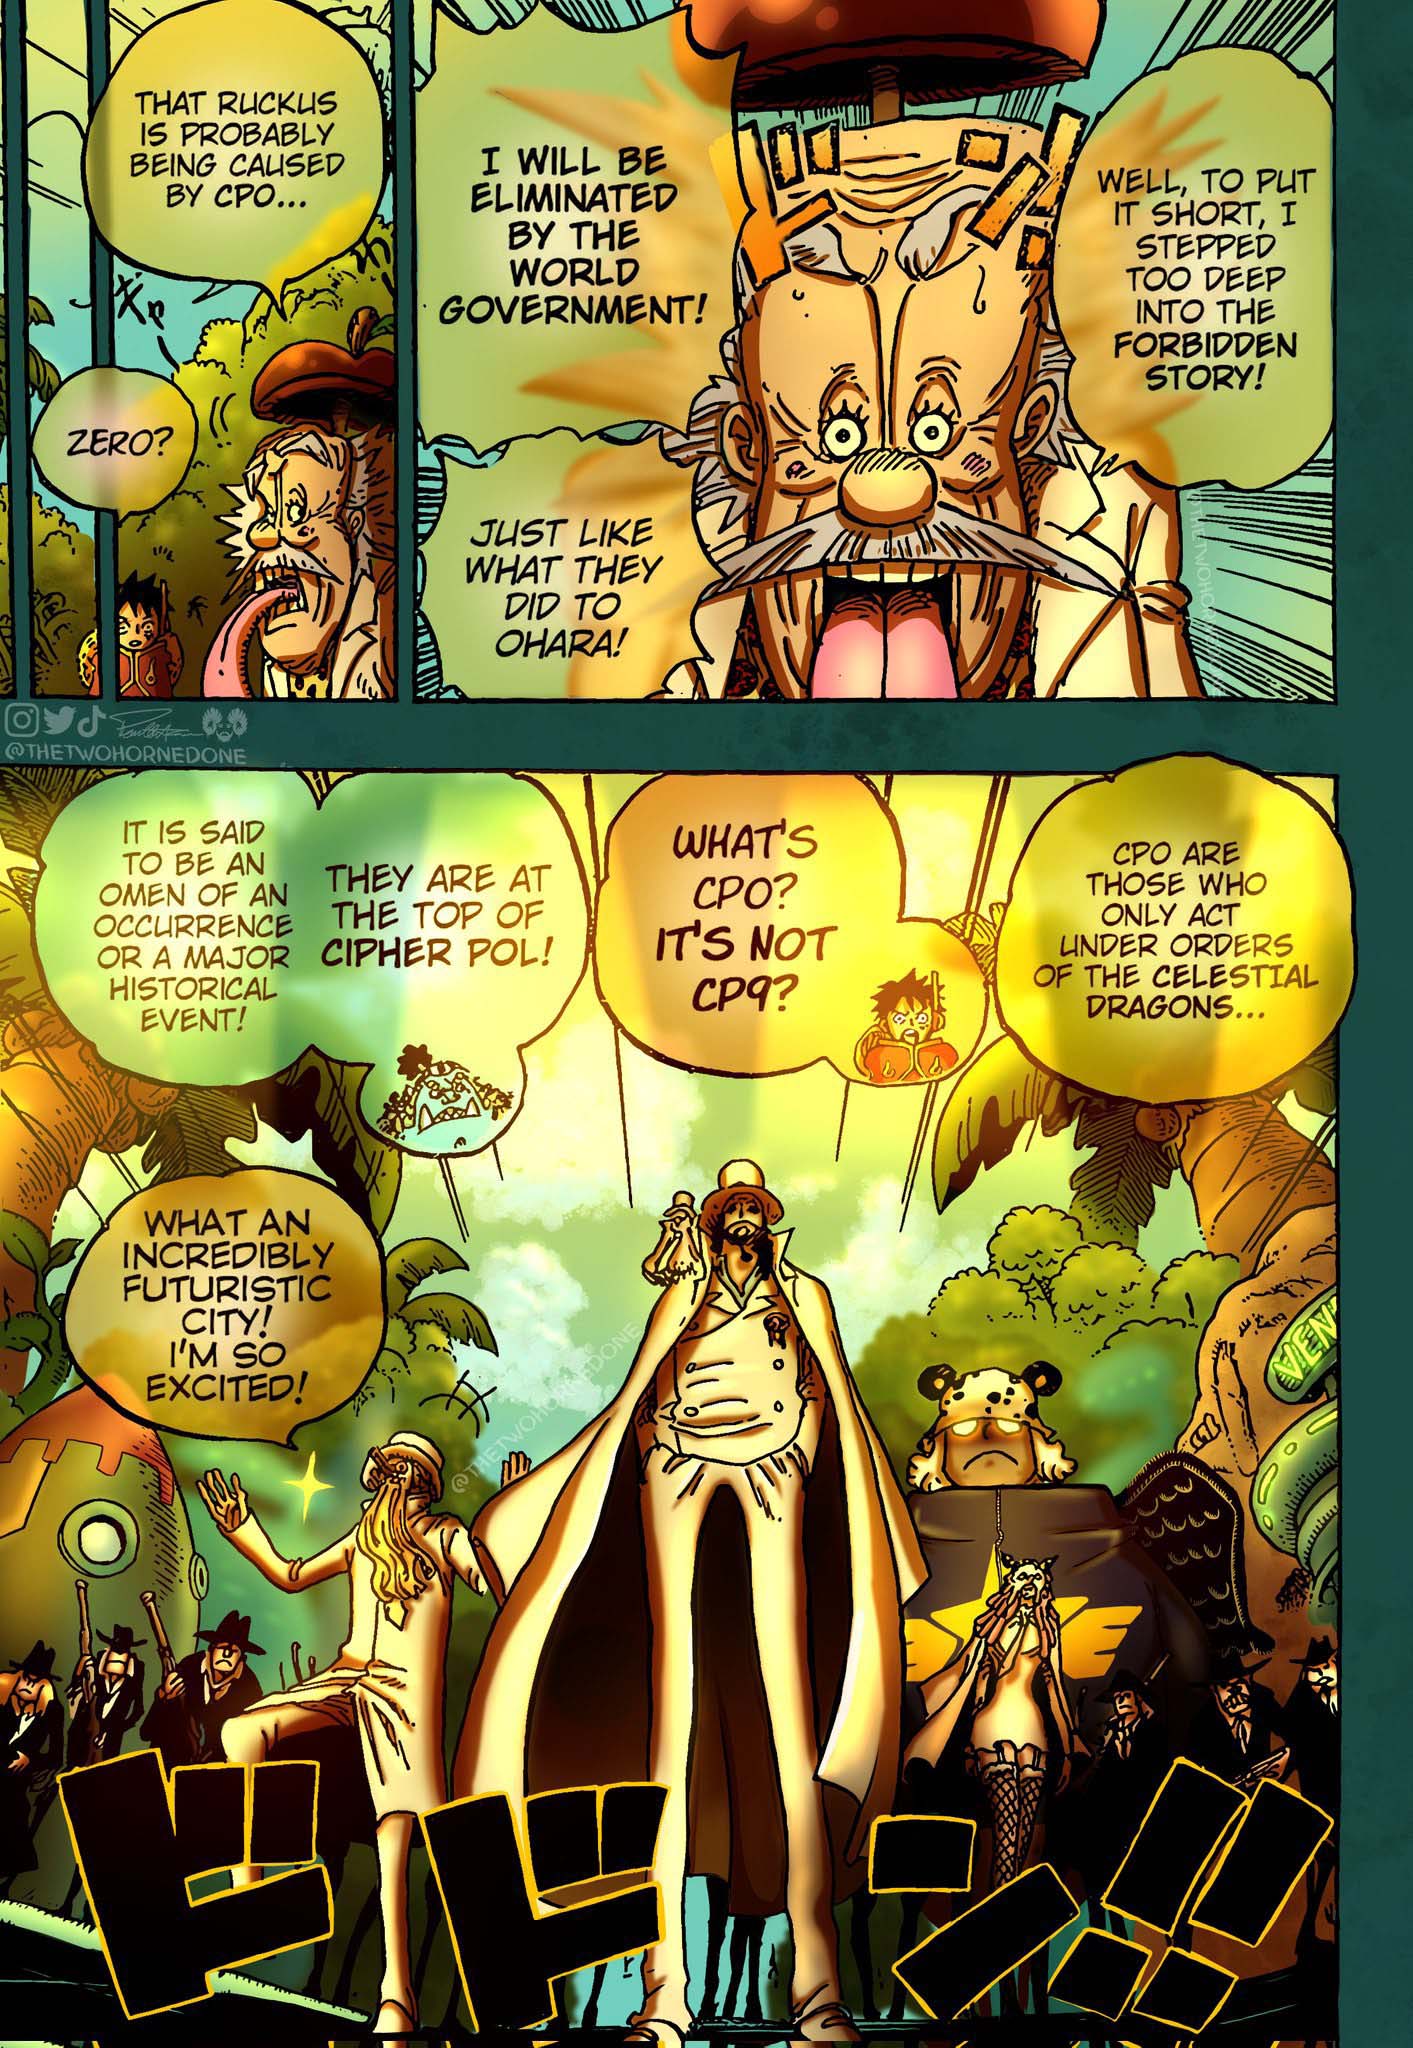 WELL, TO PUT
IT SHORT, I
STEPPED
TOO DEEP
INTO THE
FORBIDDEN
STORY!
I WILL BE
ELIMINATED
BY THE
WORLD
GOVERNMENT!
JUST LIKE
WHAT THEY
DID TO
OHARA!
THAT RUCKUS
IS PROBABLY
BEING CAUSED
BY CP0...
ZERO?
@THETWOHORNEDONE
CP0 ARE
THOSE WHO
ONLY ACT
UNDER ORDERS
OF THE CELESTIAL
DRAGONS...
WHAT'S
CP0?
IT'S NOT
CP9?
THEY ARE AT
THE TOP OF
CIPHER POL!
IT IS SAID
TO BE AN
OMEN OF AN
OCCURRENCE
OR A MAJOR
HISTORICAL
EVENT!
WHAT AN
INCREDIBLY
FUTURISTIC
CITY!
I'M SO
EXCITED!
@THETWOHORNEDONE
ドドン!!